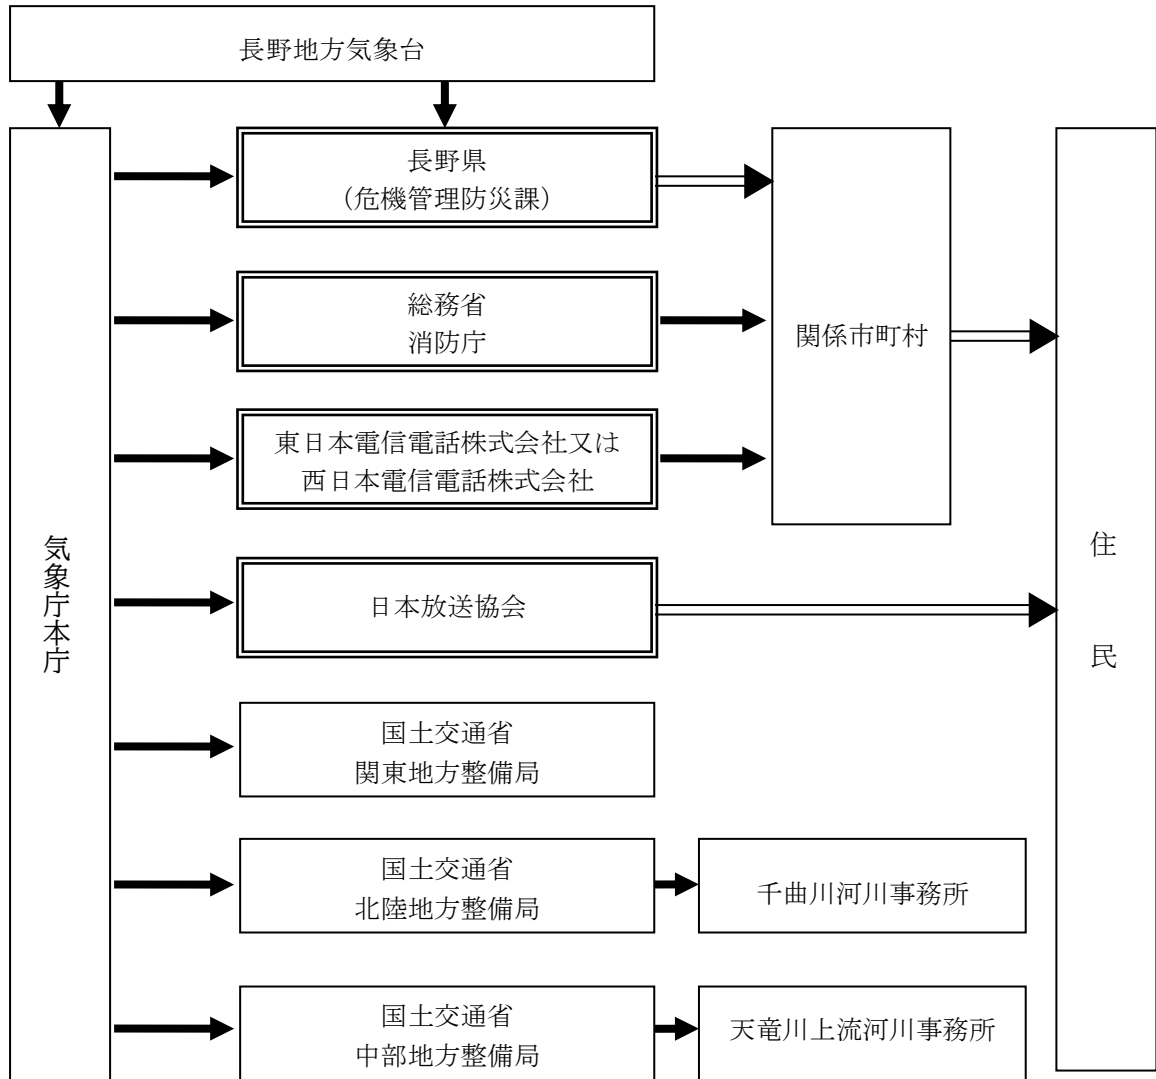 長野地方気象台
気象庁本庁
長野県
（危機管理防災課）
総務省
消防庁
東日本電信電話株式会社又は
西日本電信電話株式会社
関係市町村
日本放送協会
住民
国土交通省
関東地方整備局
国土交通省
北陸地方整備局
千曲川河川事務所
国土交通省
中部地方整備局
天竜川上流河川事務所